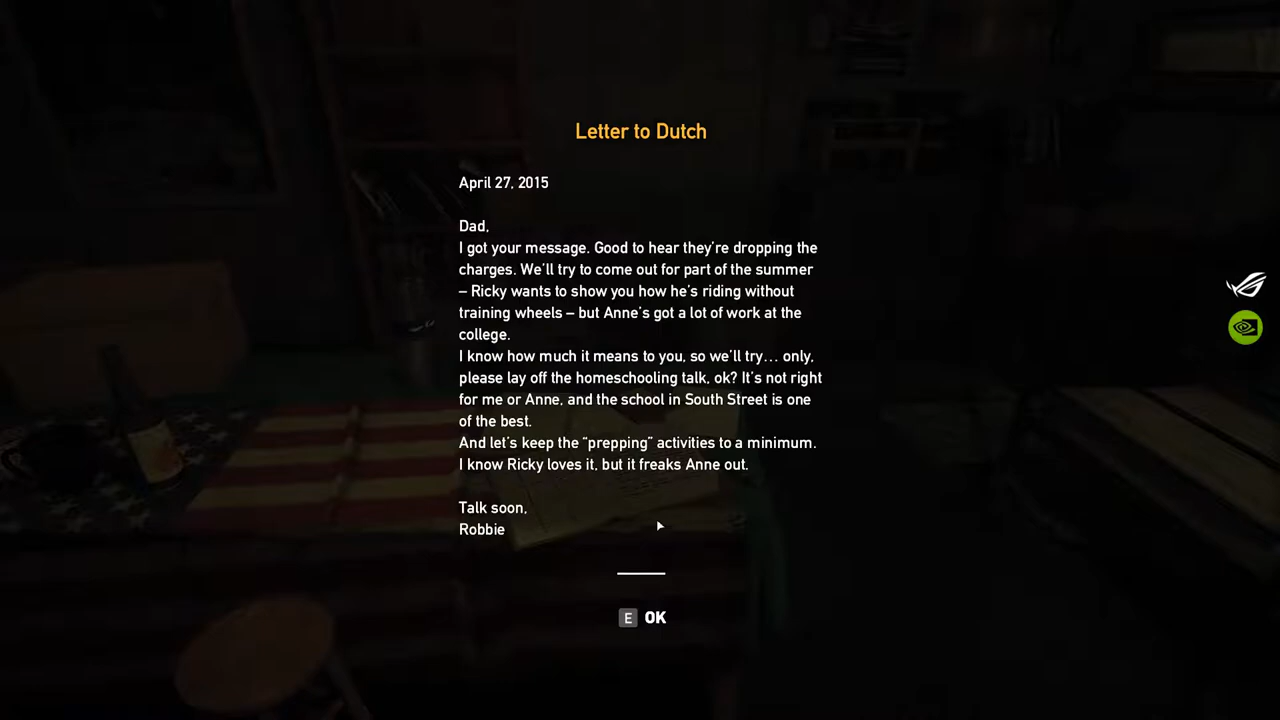 Letter to Dutch
April 27, 2015
Dad,
I got your message. Good to hear they're dropping the
charges. We'll try to come out for part of the summer
– Ricky wants to show you how he's riding without
training wheels – but Anne's got a lot of work at the
college.
I know how much it means to you, so we'll try... only,
please lay off the homeschooling talk, ok? It's not right
for me or Anne, and the school in South Street is one
of the best.
And let's keep the “prepping” activities to a minimum.
I know Ricky loves it, but it freaks Anne out.
Talk soon,
Robbie
E OK